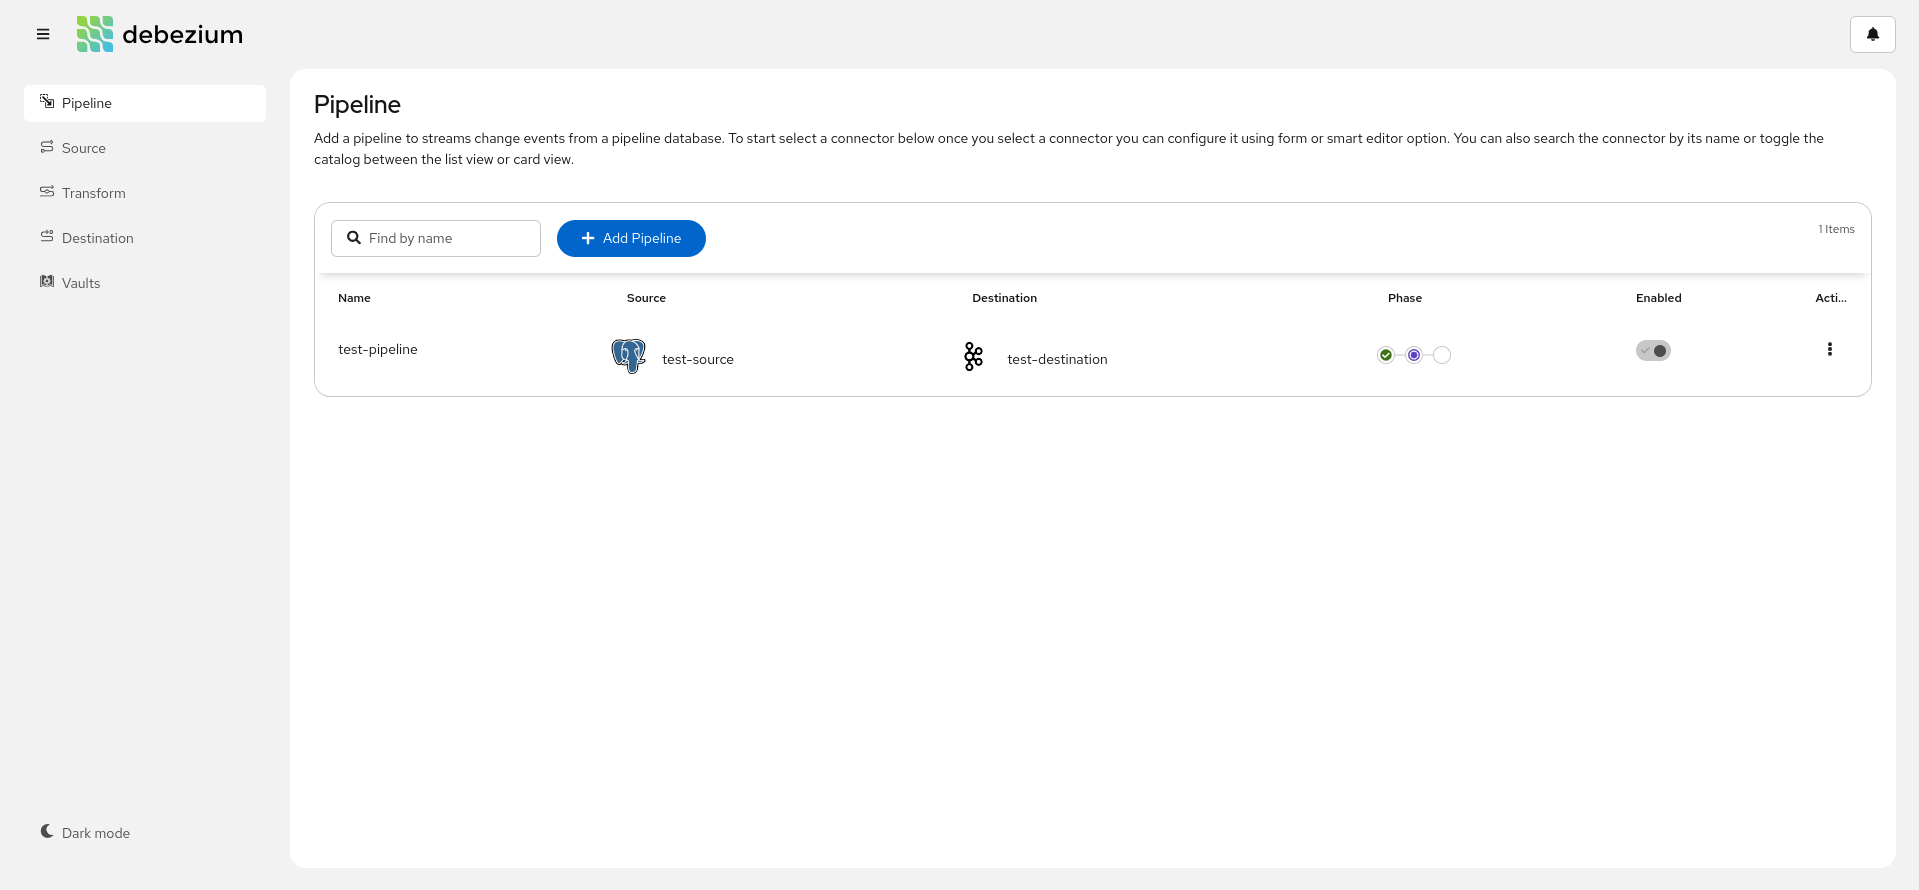 debezium
Pipeline
Source
Transform
Destination
Vaults
Dark mode
Pipeline
Add a pipeline to streams change events from a pipeline database. To start select a connector below once you select a connector you can configure it using form or smart editor option. You can also search the connector by its name or toggle the
catalog between the list view or card view.
Find by name
Add Pipeline
1 Items
Name Source Destination Phase Enabled Acti...
test-pipeline test-source test-destination